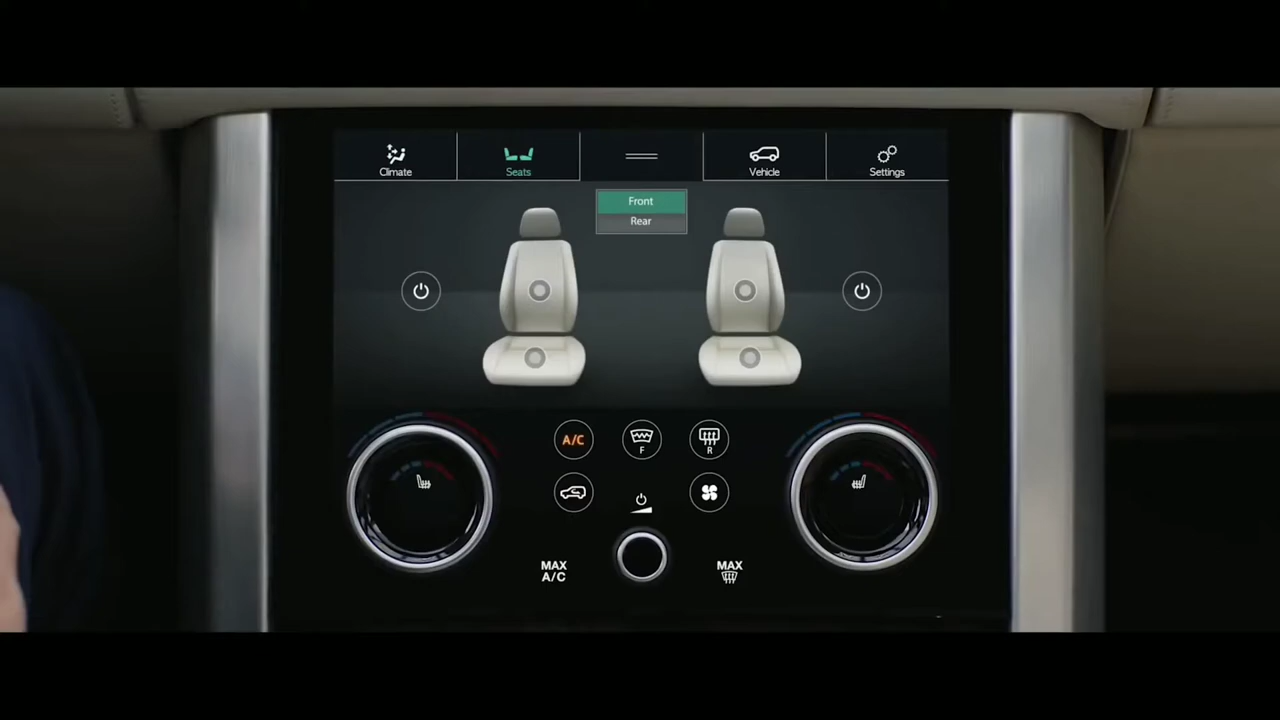 Climate
Seats
Vehicle
Settings
Front
Rear
A/C
F
R
MAX
A/C
MAX